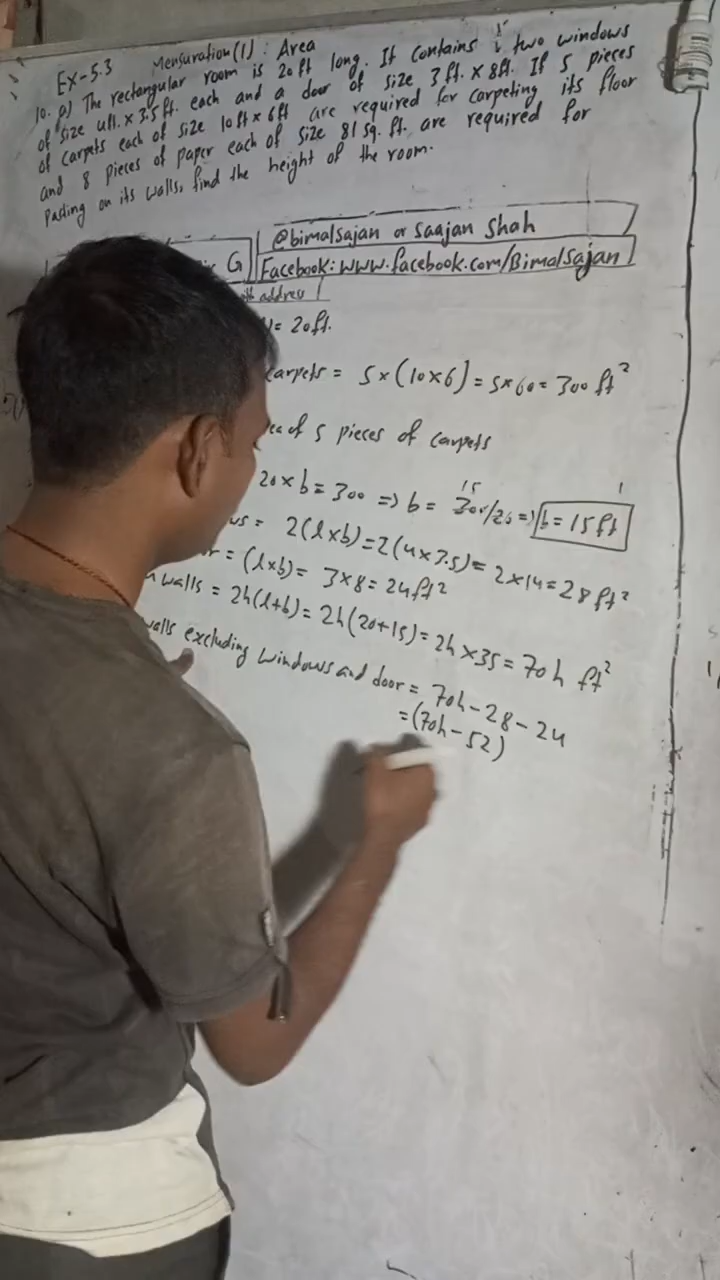 Ex-5.3 Mensuration(1) : Area
10. a) The rectangular room is 20ft long. It contains two windows
of size 4ft. × 3.5ft. each and a door of size 3ft. × 8ft. If 5 pieces
of carpets each of size 10ft × 6ft are required for carpeting its floor
and 8 pieces of paper each of size 81 sq. ft. are required for
pasting on its walls, find the height of the room.
@bimalsajan or Saajan Shah
G Facebook: www.facebook.com/BimalSajan
address
= 20ft.
carpets = 5×(10×6) = 5×60 = 300 ft²
of 5 pieces of carpets
15 1
20×b = 300 => b = 300/20 => b = 15ft
= 2(l×b) = 2(4×3.5) = 2×14 = 28ft²
= (l×b) = 3×8 = 24ft²
walls = 2h(l+b) = 2h(20+15) = 2h×35 = 70h ft²
walls excluding windows and door = 70h-28-24
= (70h-52)